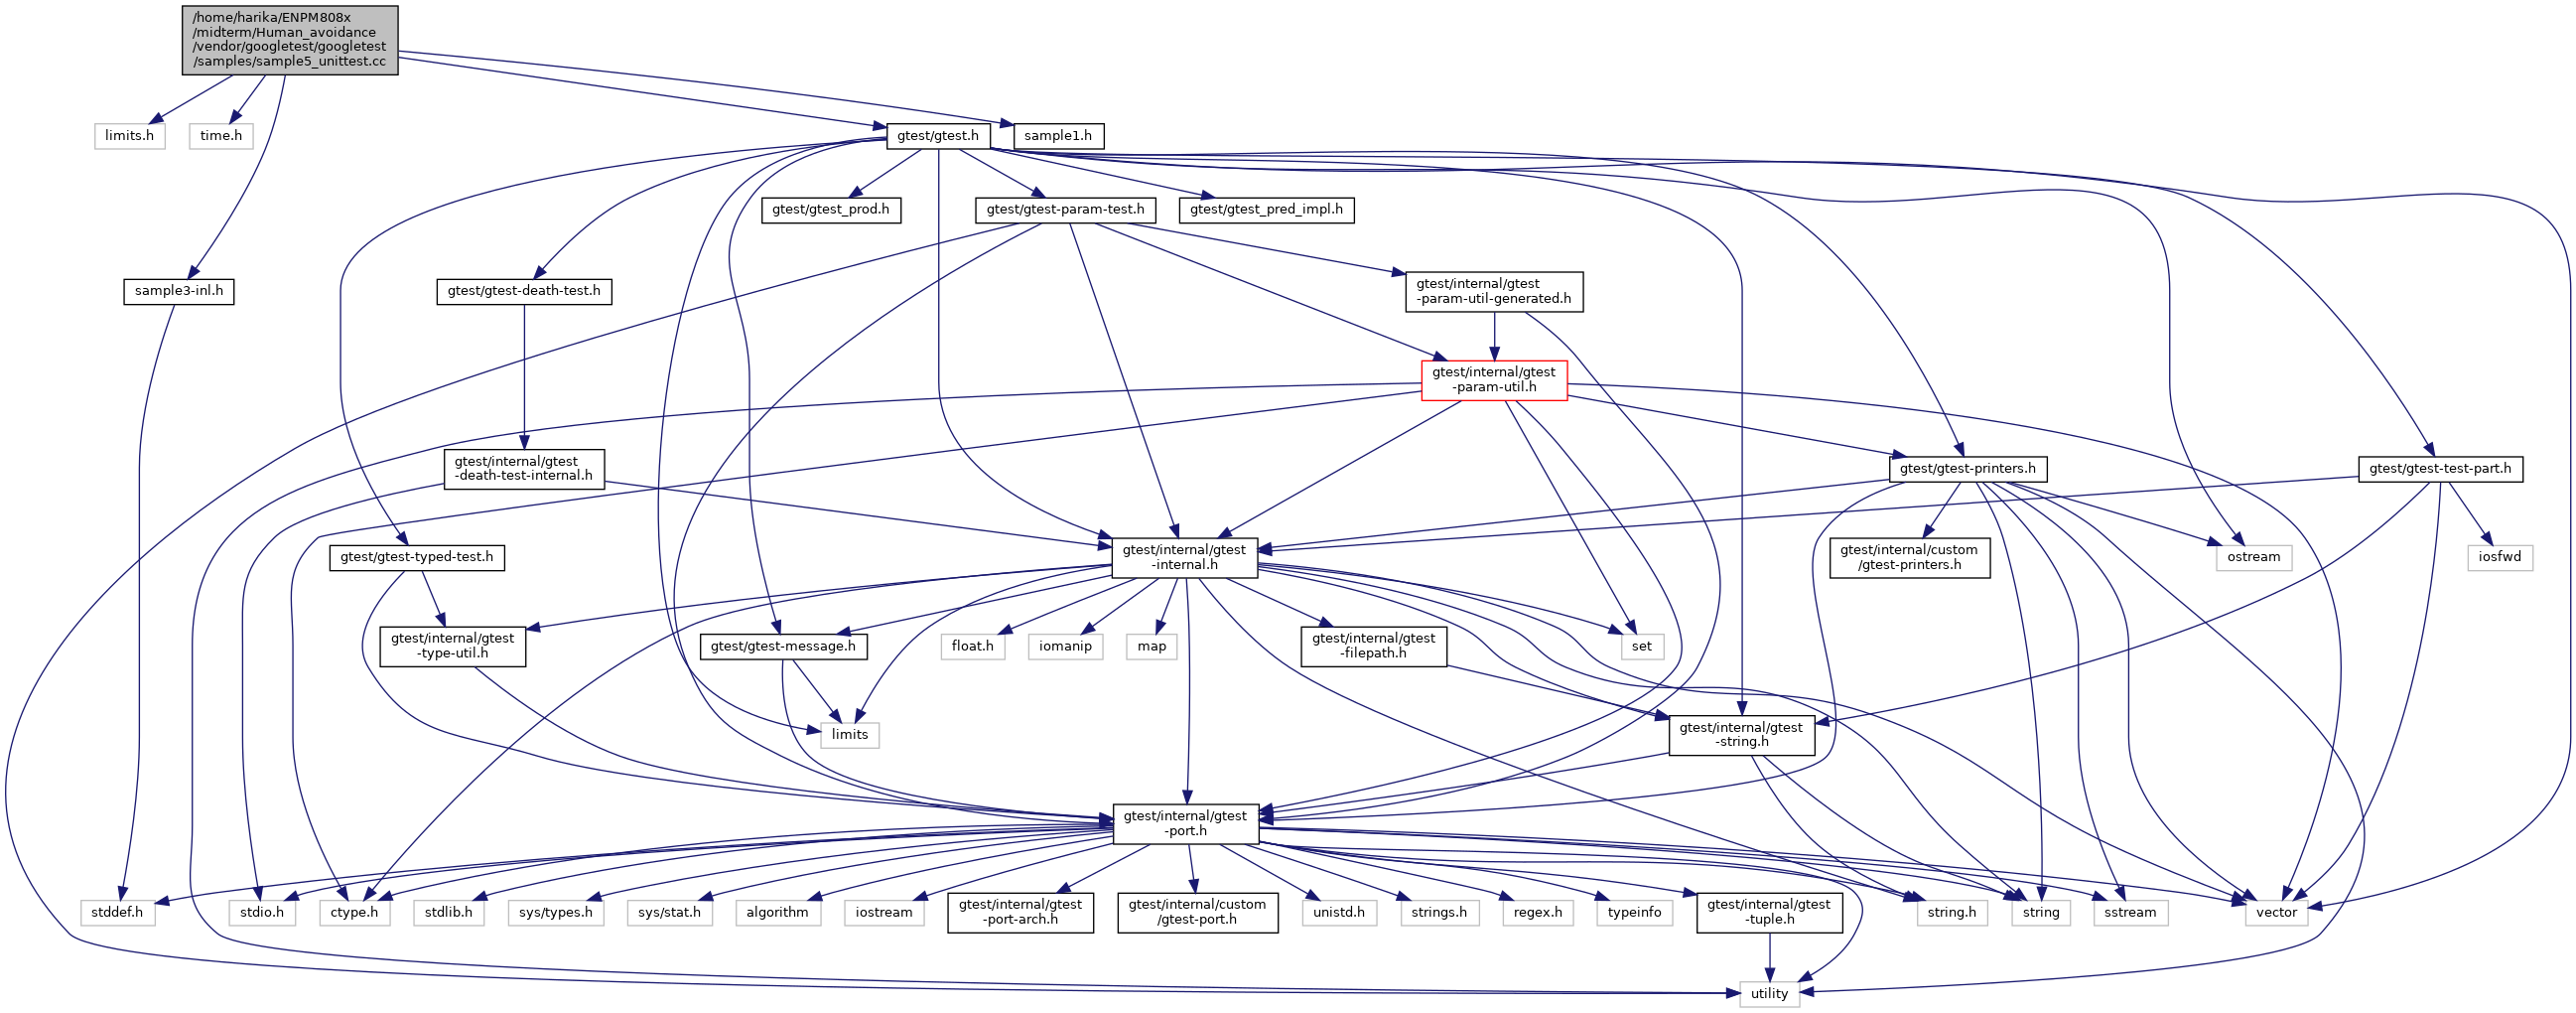 /home/harika/ENPM808x
/midterm/Human_avoidance
/vendor/googletest/googletest
/samples/sample5_unittest.cc
limits.h
time.h
gtest/gtest.h
sample1.h
gtest/gtest_prod.h
gtest/gtest-param-test.h
gtest/gtest_pred_impl.h
sample3-inl.h
gtest/gtest-death-test.h
gtest/internal/gtest
-param-util-generated.h
gtest/internal/gtest
-param-util.h
gtest/internal/gtest
-death-test-internal.h
gtest/gtest-printers.h
gtest/gtest-test-part.h
gtest/gtest-typed-test.h
gtest/internal/gtest
-internal.h
gtest/internal/custom
/gtest-printers.h
ostream
iosfwd
gtest/internal/gtest
-type-util.h
gtest/gtest-message.h
float.h
iomanip
map
gtest/internal/gtest
-filepath.h
set
limits
gtest/internal/gtest
-string.h
gtest/internal/gtest
-port.h
stddef.h
stdio.h
ctype.h
stdlib.h
sys/types.h
sys/stat.h
algorithm
iostream
gtest/internal/gtest
-port-arch.h
gtest/internal/custom
/gtest-port.h
unistd.h
strings.h
regex.h
typeinfo
gtest/internal/gtest
-tuple.h
string.h
string
sstream
vector
utility